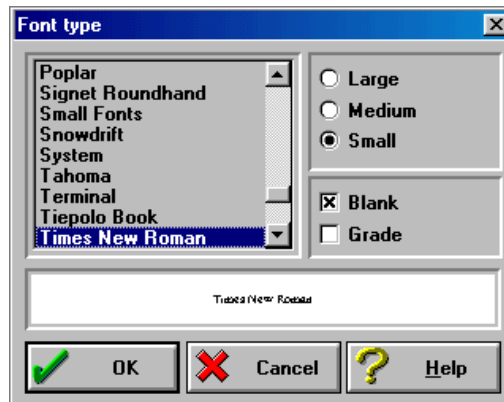 Font type
Poplar
Signet Roundhand
Small Fonts
Snowdrift
System
Tahoma
Terminal
Tiepolo Book
Times New Roman
Large
Medium
Small
Blank
Grade
Times New Roman
OK
Cancel
Help